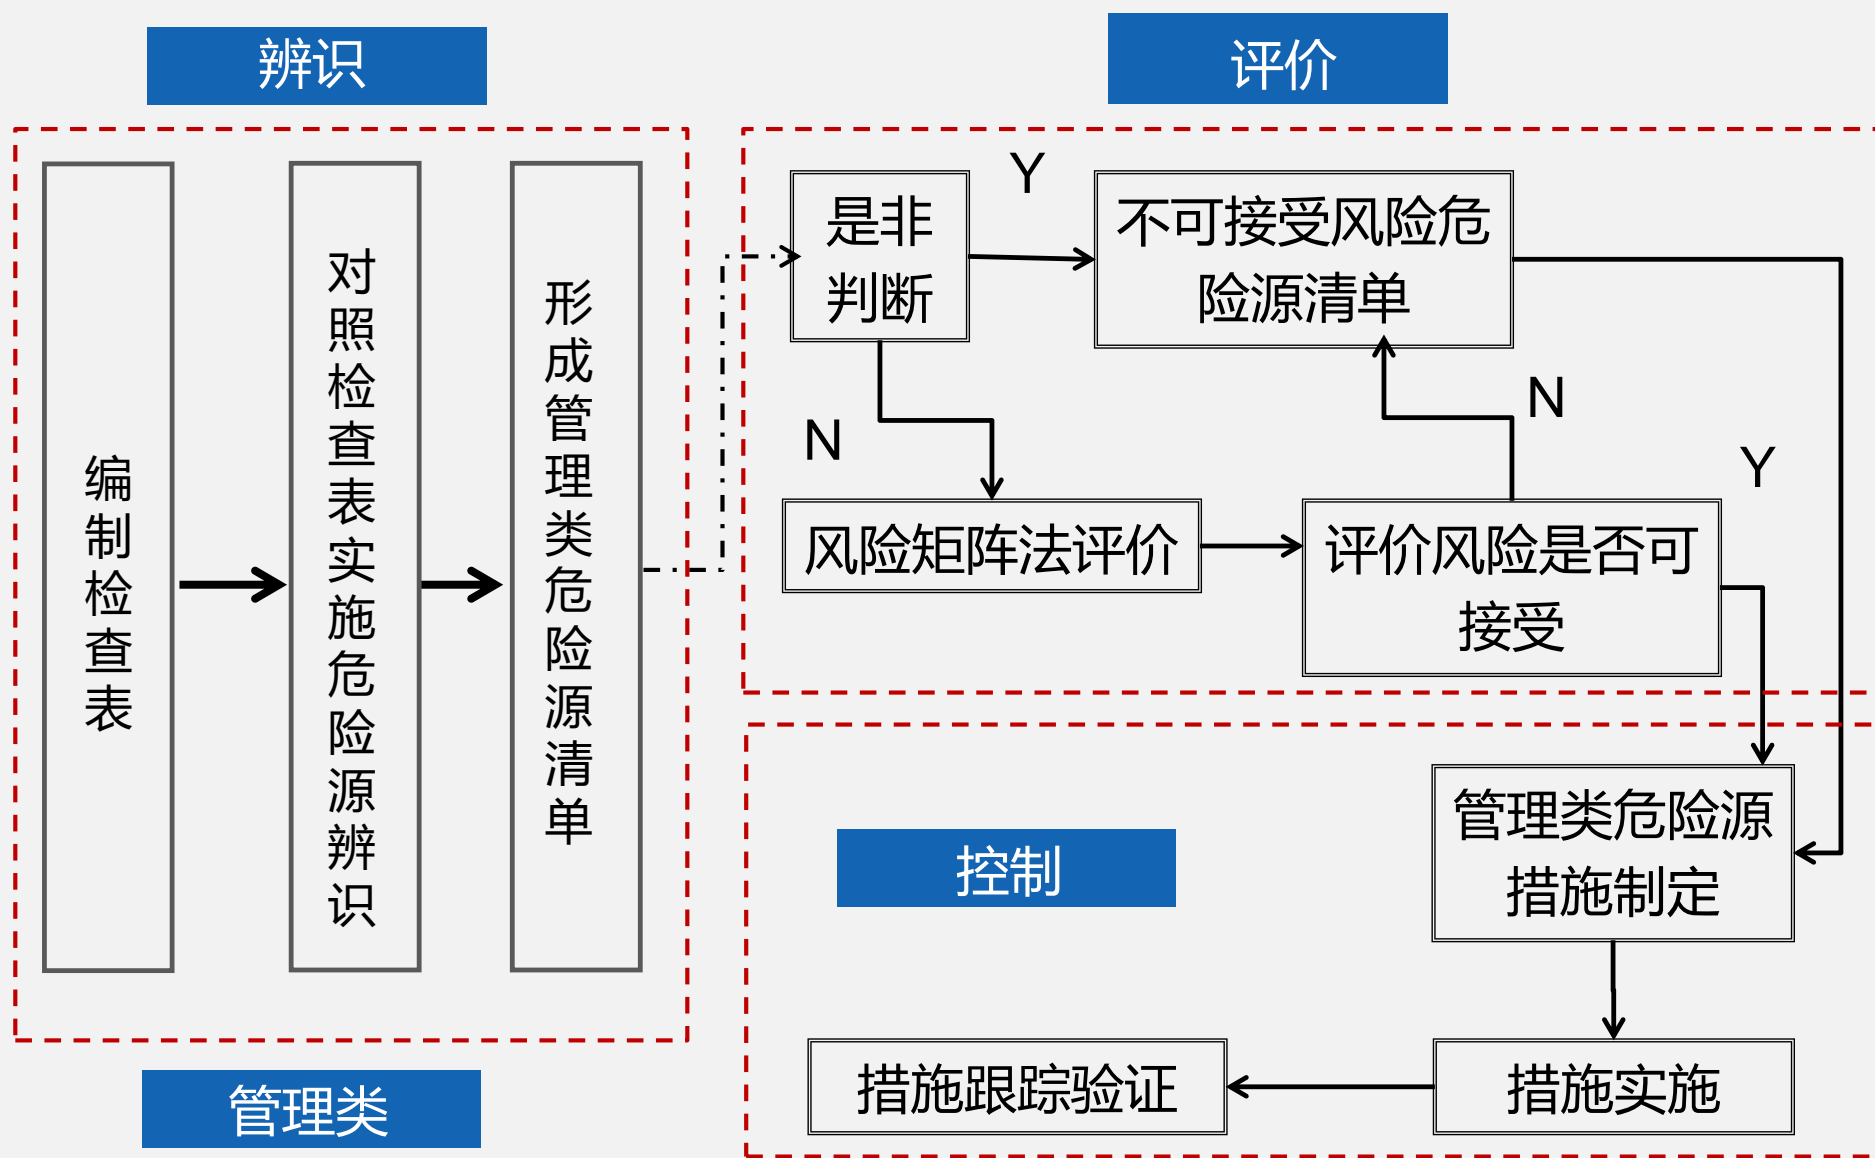 辨识
编制检查表
对照检查表实施危险源辨识
形成管理类危险源清单
管理类
评价
是非
判断
Y
不可接受风险危
险源清单
N
N
Y
风险矩阵法评价
评价风险是否可
接受
控制
管理类危险源
措施制定
措施实施
措施跟踪验证